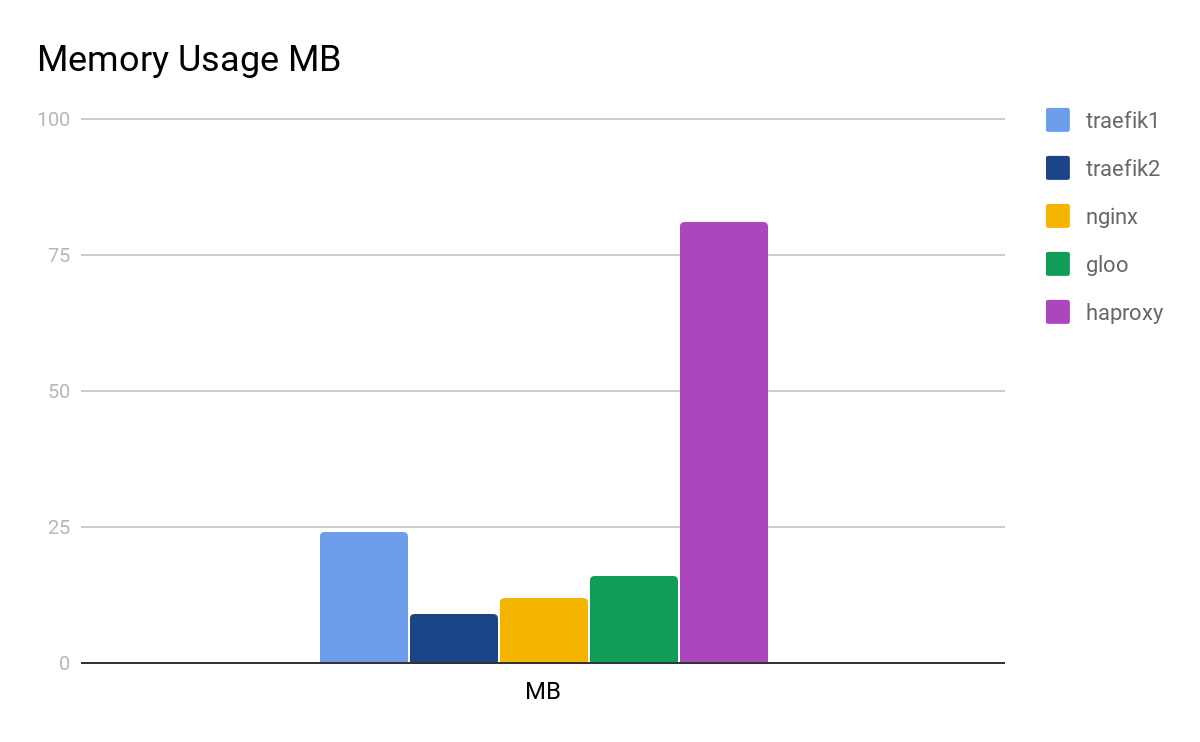 Memory Usage MB
100
75
50
25
0
MB
traefik1
traefik2
nginx
gloo
haproxy